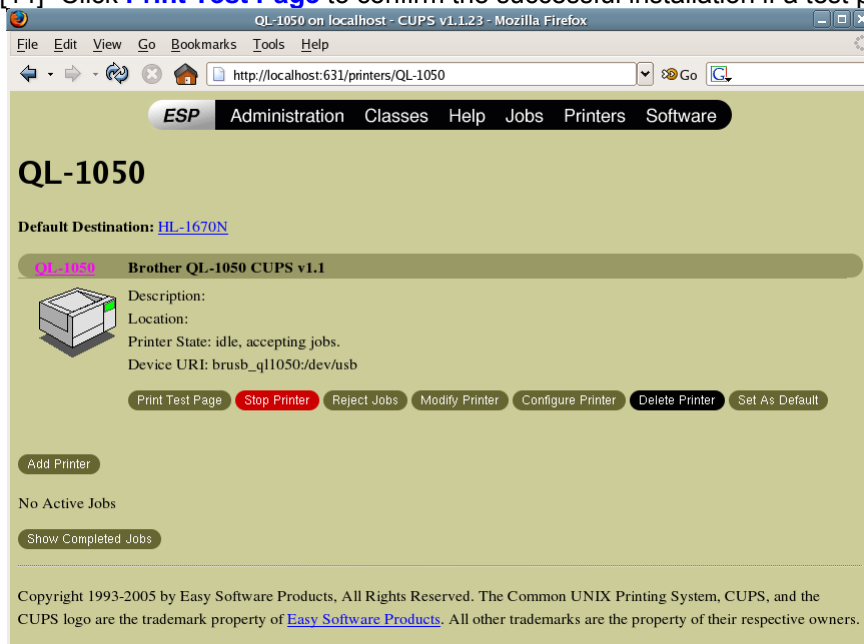 Click Print Test Page to confirm the successful installation if a test p
QL-1050 on localhost - CUPS v1.1.23 - Mozilla Firefox
File Edit View Go Bookmarks Tools Help
http://localhost:631/printers/QL-1050 Go G
ESP Administration Classes Help Jobs Printers Software
QL-1050
Default Destination: HL-1670N
QL-1050 Brother QL-1050 CUPS v1.1
Description:
Location:
Printer State: idle, accepting jobs.
Device URI: brusb_ql1050:/dev/usb
Print Test Page Stop Printer Reject Jobs Modify Printer Configure Printer Delete Printer Set As Default
Add Printer
No Active Jobs
Show Completed Jobs
Copyright 1993-2005 by Easy Software Products, All Rights Reserved. The Common UNIX Printing System, CUPS, and the
CUPS logo are the trademark property of Easy Software Products. All other trademarks are the property of their respective owners.